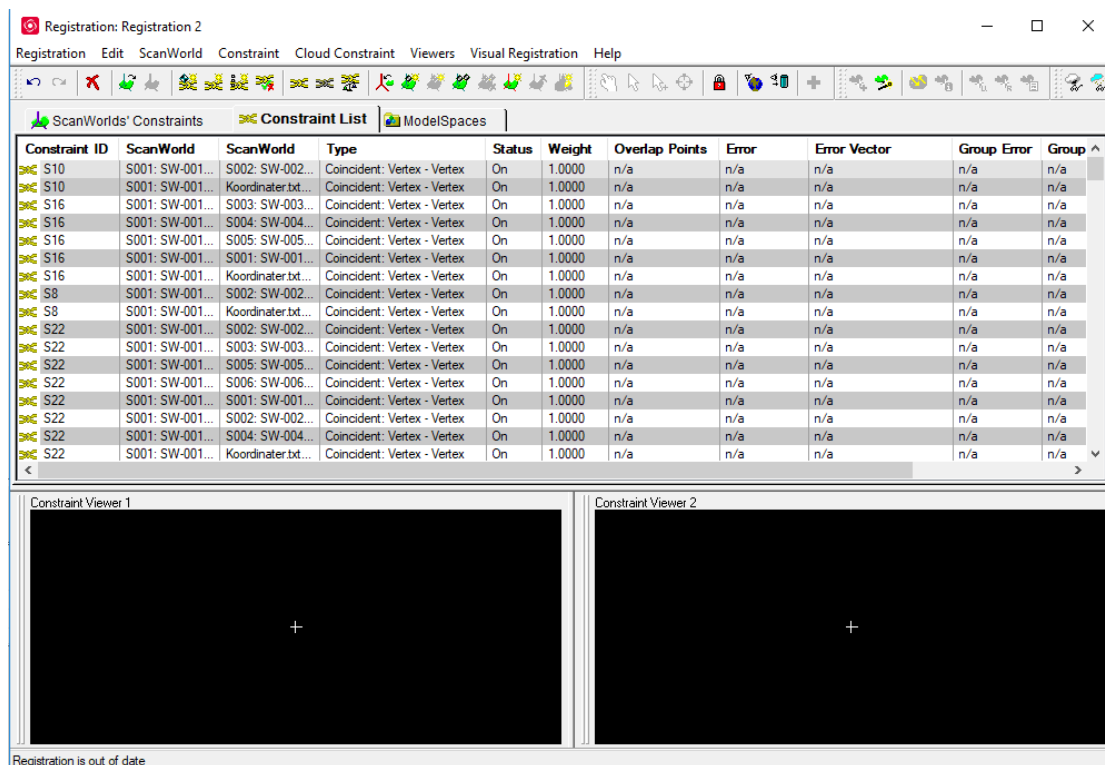 Registration: Registration 2
Registration Edit ScanWorld Constraint Cloud Constraint Viewers Visual Registration Help
ScanWorlds' Constraints Constraint List ModelSpaces
Constraint ID ScanWorld ScanWorld Type Status Weight Overlap Points Error Error Vector Group Error Group
S10 S001: SW-001... S002: SW-002... Coincident: Vertex - Vertex On 1.0000 n/a n/a n/a n/a n/a
S10 S001: SW-001... Koordinater.txt... Coincident: Vertex - Vertex On 1.0000 n/a n/a n/a n/a n/a
S16 S001: SW-001... S003: SW-003... Coincident: Vertex - Vertex On 1.0000 n/a n/a n/a n/a n/a
S16 S001: SW-001... S004: SW-004... Coincident: Vertex - Vertex On 1.0000 n/a n/a n/a n/a n/a
S16 S001: SW-001... S005: SW-005... Coincident: Vertex - Vertex On 1.0000 n/a n/a n/a n/a n/a
S16 S001: SW-001... S001: SW-001... Coincident: Vertex - Vertex On 1.0000 n/a n/a n/a n/a n/a
S16 S001: SW-001... Koordinater.txt... Coincident: Vertex - Vertex On 1.0000 n/a n/a n/a n/a n/a
S8 S001: SW-001... S002: SW-002... Coincident: Vertex - Vertex On 1.0000 n/a n/a n/a n/a n/a
S8 S001: SW-001... Koordinater.txt... Coincident: Vertex - Vertex On 1.0000 n/a n/a n/a n/a n/a
S22 S001: SW-001... S002: SW-002... Coincident: Vertex - Vertex On 1.0000 n/a n/a n/a n/a n/a
S22 S001: SW-001... S003: SW-003... Coincident: Vertex - Vertex On 1.0000 n/a n/a n/a n/a n/a
S22 S001: SW-001... S005: SW-005... Coincident: Vertex - Vertex On 1.0000 n/a n/a n/a n/a n/a
S22 S001: SW-001... S006: SW-006... Coincident: Vertex - Vertex On 1.0000 n/a n/a n/a n/a n/a
S22 S001: SW-001... S001: SW-001... Coincident: Vertex - Vertex On 1.0000 n/a n/a n/a n/a n/a
S22 S001: SW-001... S002: SW-002... Coincident: Vertex - Vertex On 1.0000 n/a n/a n/a n/a n/a
S22 S001: SW-001... S004: SW-004... Coincident: Vertex - Vertex On 1.0000 n/a n/a n/a n/a n/a
S22 S001: SW-001... Koordinater.txt... Coincident: Vertex - Vertex On 1.0000 n/a n/a n/a n/a n/a
Constraint Viewer 1 Constraint Viewer 2
Registration is out of date